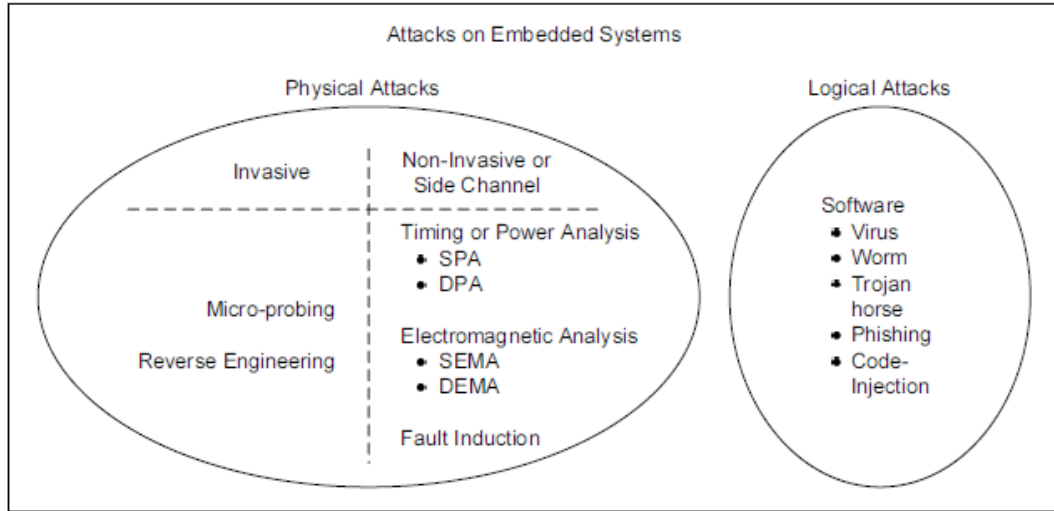 Attacks on Embedded Systems
Physical Attacks
Invasive
Non-Invasive or
Side Channel
Micro-probing
Reverse Engineering
Timing or Power Analysis
• SPA
• DPA
Electromagnetic Analysis
• SEMA
• DEMA
Fault Induction
Logical Attacks
Software
• Virus
• Worm
• Trojan
horse
• Phishing
• Code-
Injection